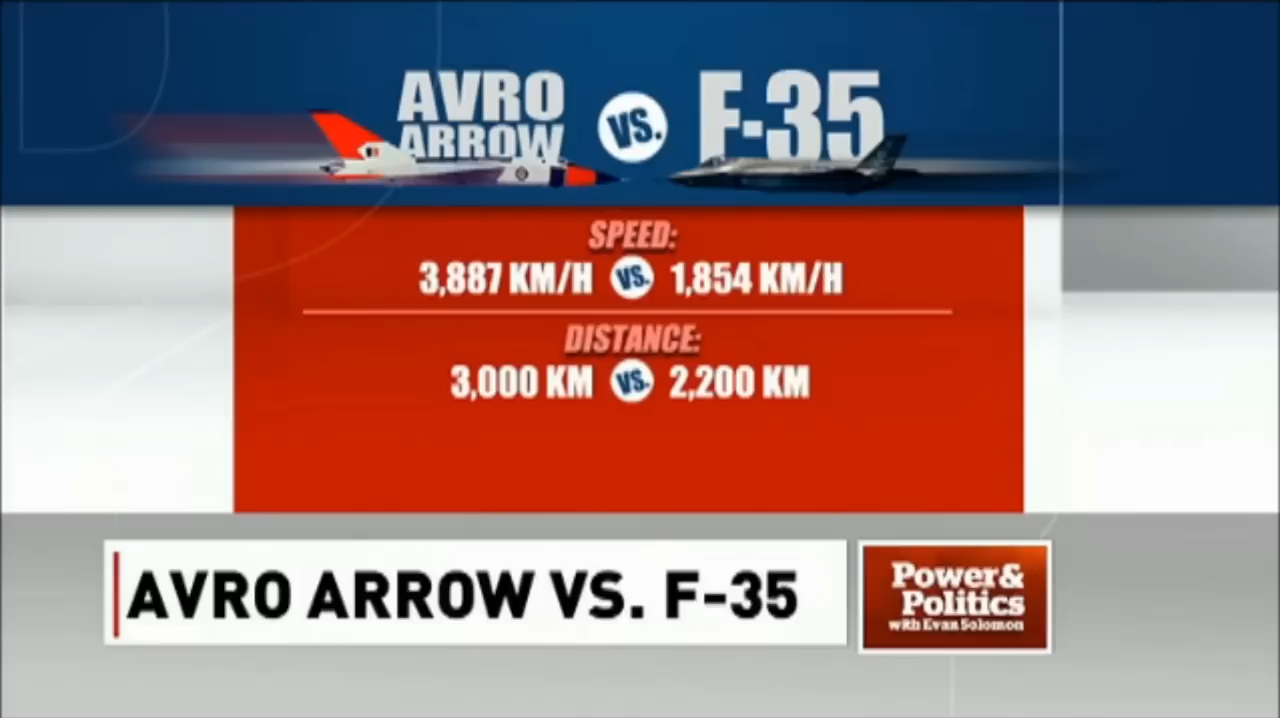 AVRO
ARROW
VS.
F-35
SPEED:
3,887 KM/H VS. 1,854 KM/H
DISTANCE:
3,000 KM VS. 2,200 KM
AVRO ARROW VS. F-35
Power&
Politics
with Evan Solomon